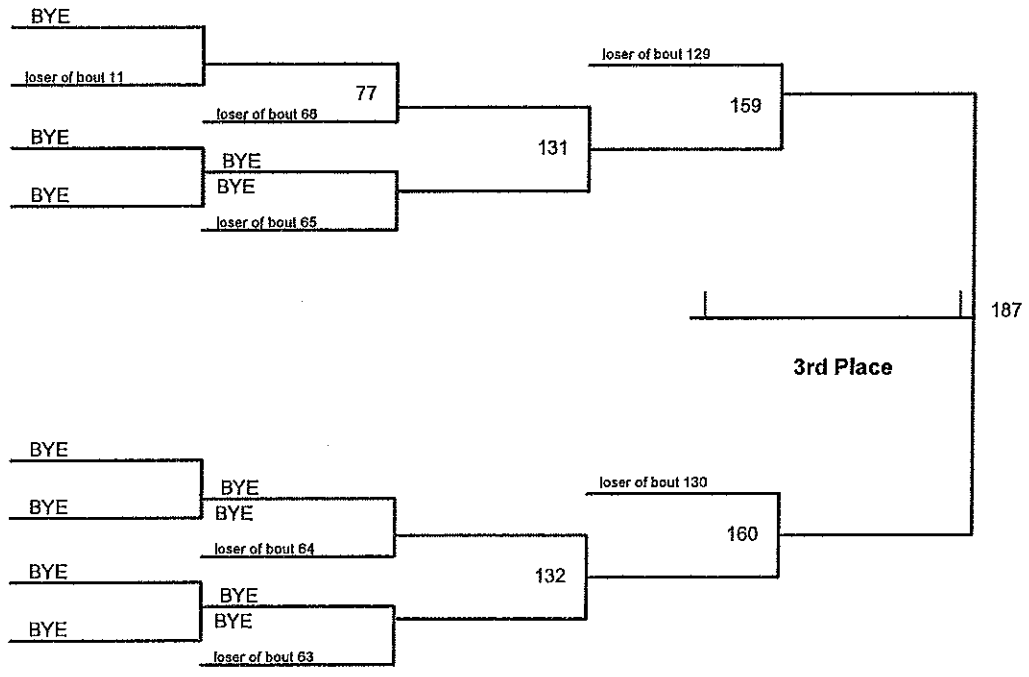 BYE
loser of bout 129
loser of bout 11
77
159
loser of bout 66
BYE
131
BYE
BYE
BYE
loser of bout 65
187
3rd Place
BYE
loser of bout 130
BYE
BYE
BYE
160
loser of bout 64
BYE
132
BYE
BYE
BYE
loser of bout 63